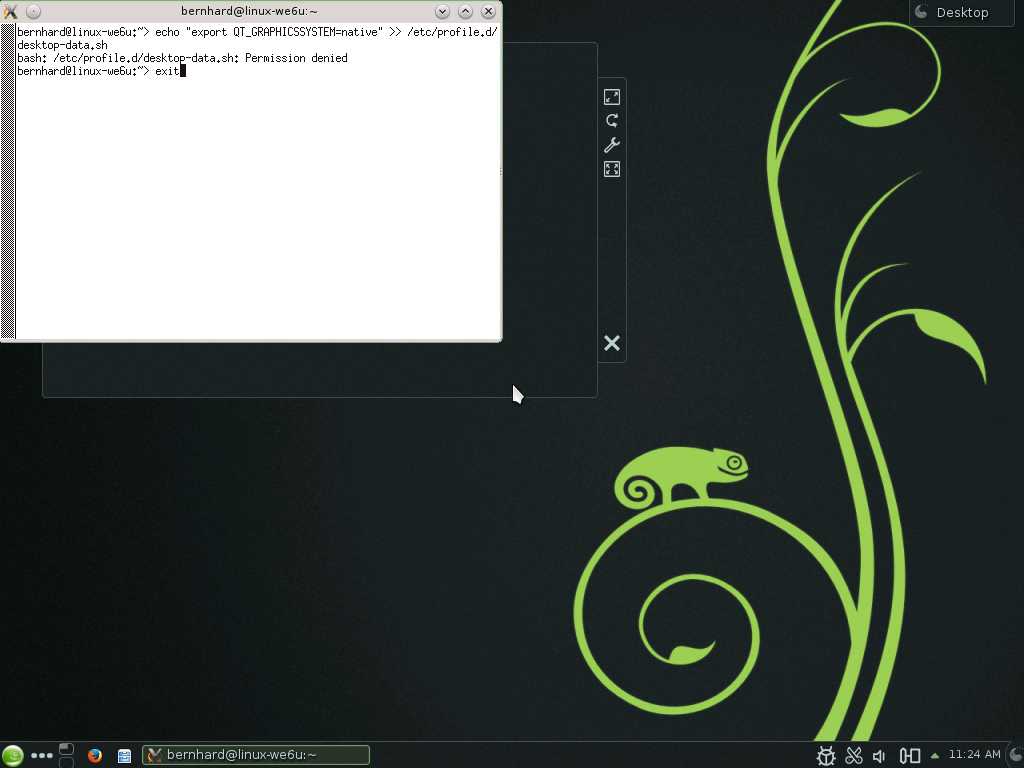 bernhard@linux-we6u:~
Desktop
bernhard@linux-we6u:~> echo "export QT_GRAPHICSSYSTEM=native" >> /etc/profile.d/
desktop-data.sh
bash: /etc/profile.d/desktop-data.sh: Permission denied
bernhard@linux-we6u:~> exit
bernhard@linux-we6u:~
11:24 AM